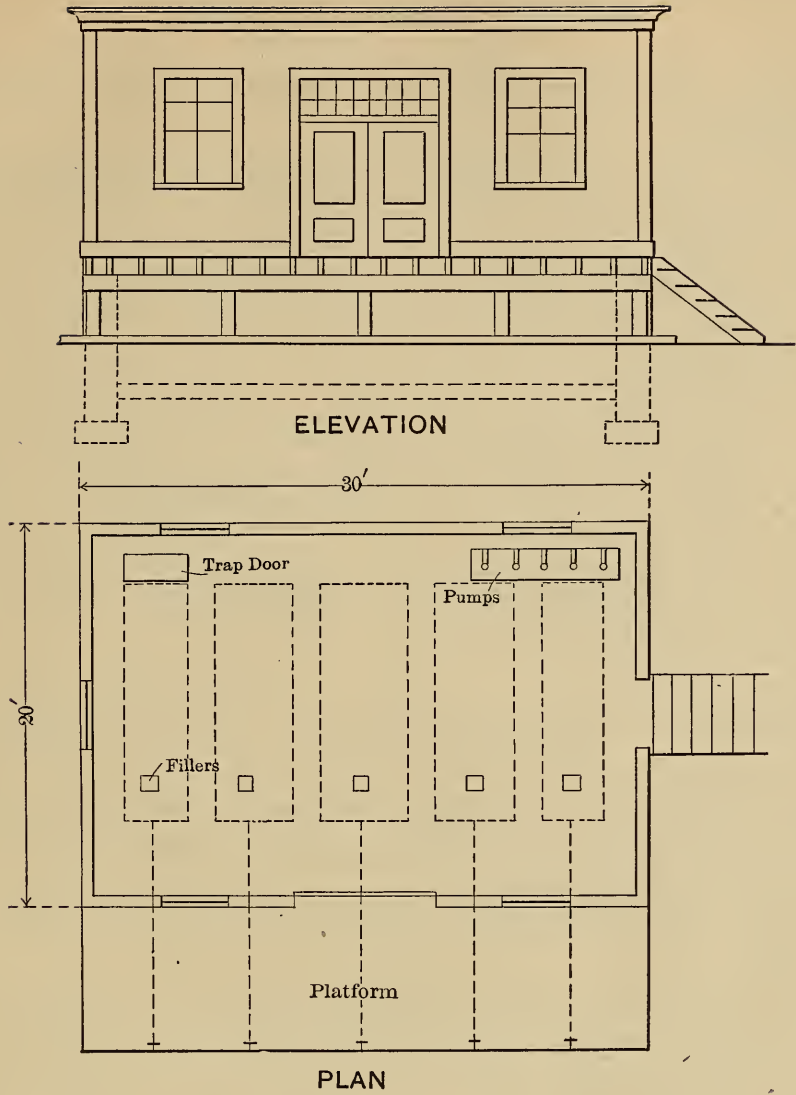 ELEVATION
30'
Trap Door
Pumps
20'
Fillers
Platform
PLAN